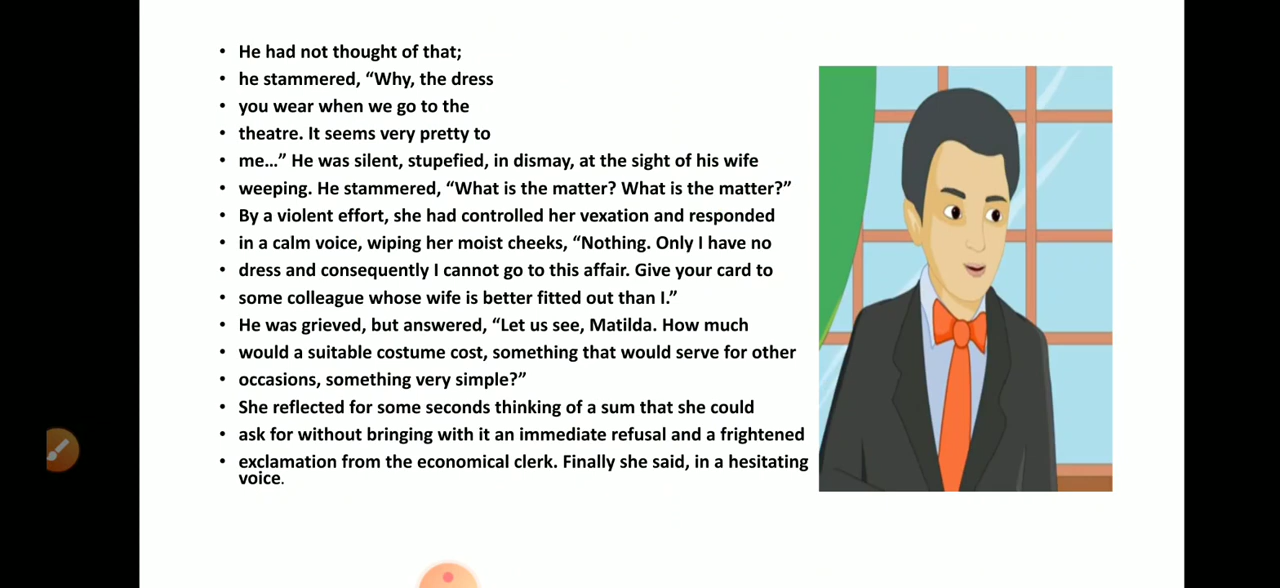 • He had not thought of that;
• he stammered, “Why, the dress
• you wear when we go to the
• theatre. It seems very pretty to
• me...” He was silent, stupefied, in dismay, at the sight of his wife
• weeping. He stammered, “What is the matter? What is the matter?”
• By a violent effort, she had controlled her vexation and responded
• in a calm voice, wiping her moist cheeks, “Nothing. Only I have no
• dress and consequently I cannot go to this affair. Give your card to
• some colleague whose wife is better fitted out than I.”
• He was grieved, but answered, “Let us see, Matilda. How much
• would a suitable costume cost, something that would serve for other
• occasions, something very simple?”
• She reflected for some seconds thinking of a sum that she could
• ask for without bringing with it an immediate refusal and a frightened
• exclamation from the economical clerk. Finally she said, in a hesitating
voice.